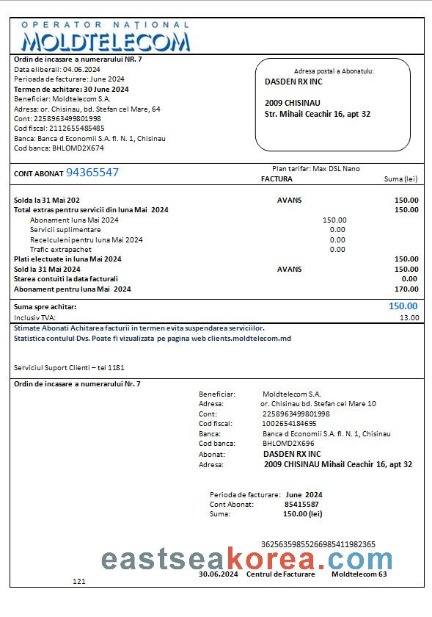 OPERATOR NAȚIONAL
MOLDTELECOM
Ordin de incasare a numerarului NR. 7
Data eliberaii: 04.06.2024
Perioada de facturare: June 2024
Termen de achitare: 30 June 2024
Beneficiar: Moldtelecom S.A.
Adresa: or. Chisinau, bd. Stefan cel Mare, 64
Cont: 2258963499801998
Cod fiscal: 2112655485485
Banca: Banca d Economii S.A. fl. N. 1, Chisinau
Cod banca: BHLOMD2X674
Adresa postal a Abonatulu:
DASDEN RX INC
2009 CHISINAU
Str. Mihail Ceachir 16, apt 32
CONT ABONAT 94365547
Plan tarifar: Max DSL Nano
FACTURA Suma (lei)
Solda la 31 Mai 202 AVANS 150.00
Total extras pentru servicii din luna Mai 2024 150.00
Abonament luna Mai 2024 150.00
Servicii suplimentare 0.00
Recelculeni pentru luna Mai 2024 0.00
Trafic extrapachet 0.00
Plati electuate in luna Mai 2024 150.00
Sold la 31 Mai 2024 AVANS 150.00
Starea contuiti la data facturali 0.00
Abonament pentru luna Mai 2024 170.00
Suma spre achitar: 150.00
Inclusiv TVA: 13.00
Stimate Abonati Achitarea facturii in termen evita suspendarea serviciilor.
Statistica contului Dvs. Poate fi vizualizata pe pagina web clients.moldtelecom.md
Serviciul Suport Clienti – tel 1181
Ordin de incasare a numerarului Nr. 7
Beneficiar: Moldtelecom S.A.
Adresa: or. Chisinau bd. Stefan cel Mare 10
Cont: 2258963499801998
Cod fiscal: 1002654184695
Banca: Banca d Economii S.A. fl. N. 1, Chisinau
Cod banca: BHLOMD2X696
Abonat: DASDEN RX INC
Adresa: 2009 CHISINAU Mihail Ceachir 16, apt 32
Perioda de facturare: June 2024
Cont Abonat: 85415587
Suma: 150.00 (lei)
36256359855266985411982365
eastseakorea.com
30.06.2024 Centrul de Facturare Moldtelecom 63
121